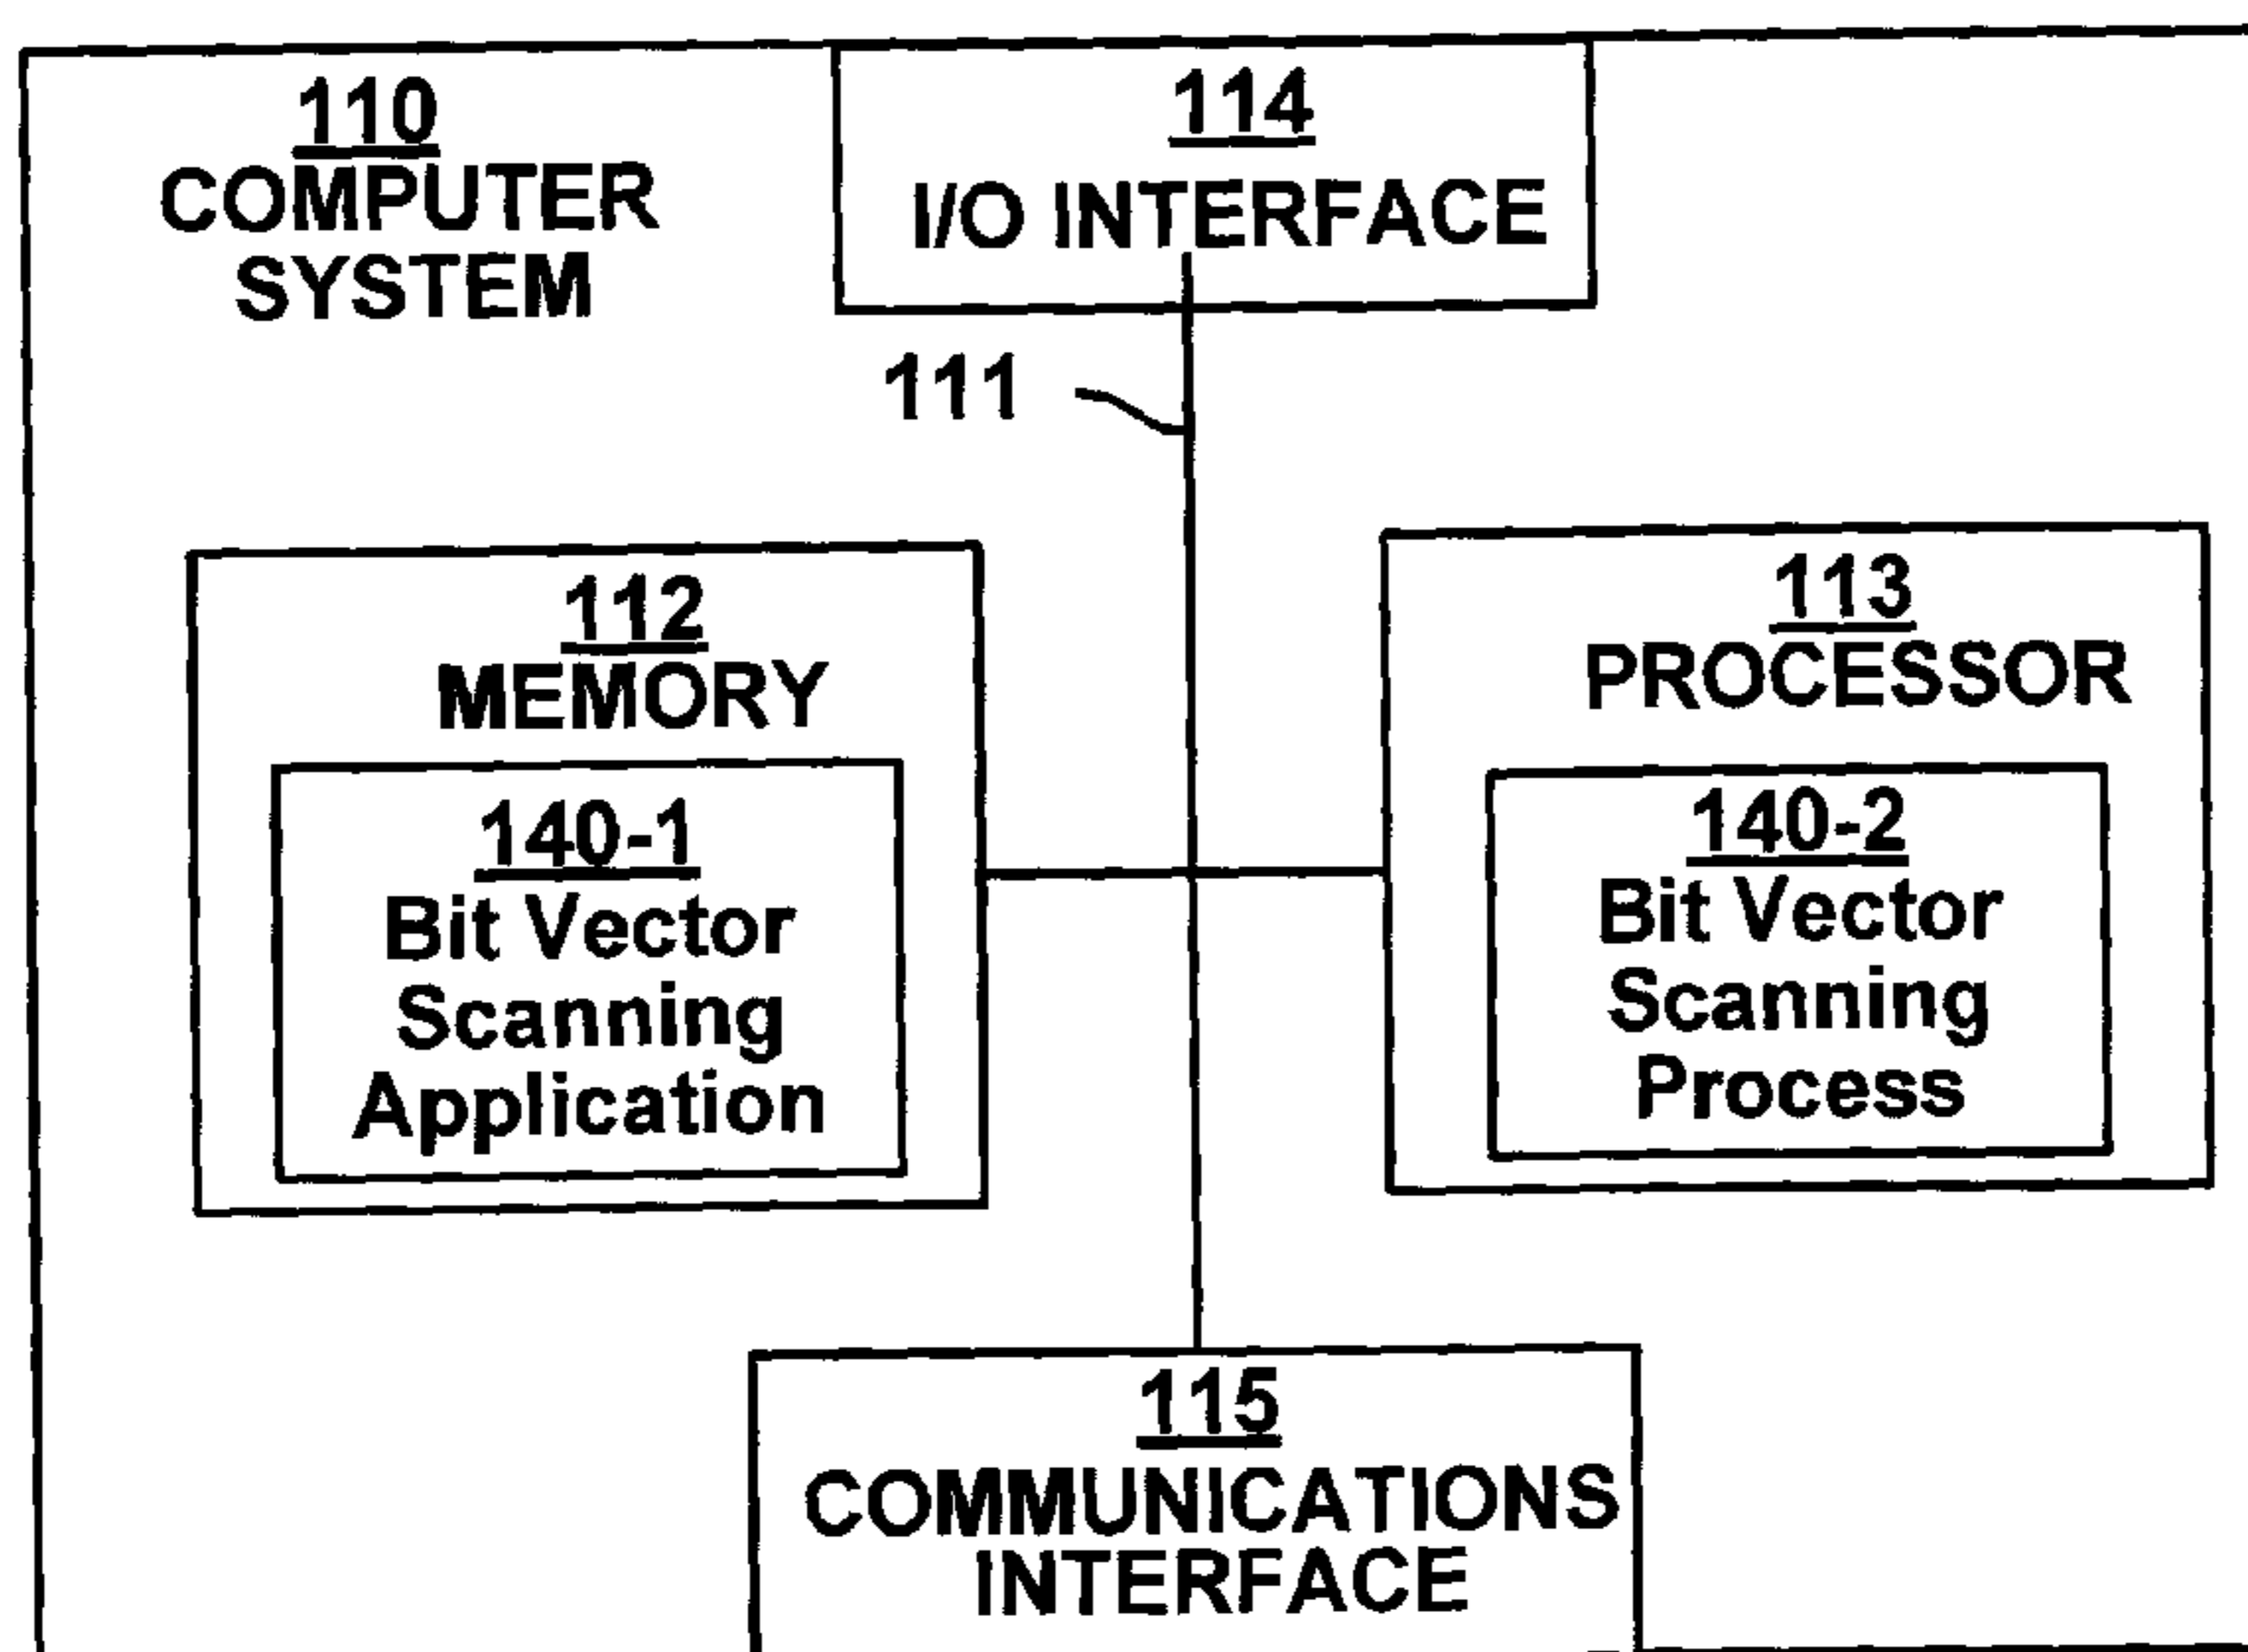 110
COMPUTER
SYSTEM
114
I/O INTERFACE
111
112
MEMORY
140-1
Bit Vector
Scanning
Application
113
PROCESSOR
140-2
Bit Vector
Scanning
Process
115
COMMUNICATIONS
INTERFACE